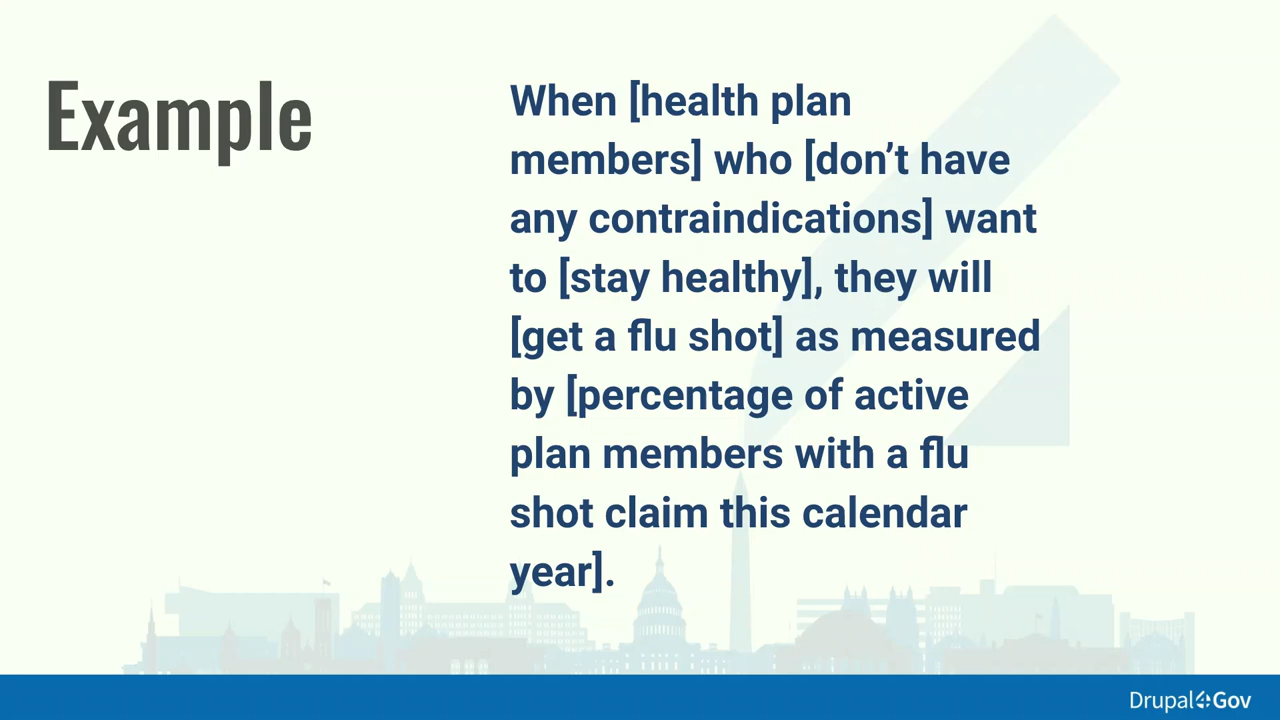 Example
When [health plan
members] who [don’t have
any contraindications] want
to [stay healthy], they will
[get a flu shot] as measured
by [percentage of active
plan members with a flu
shot claim this calendar
year].
Drupal4Gov